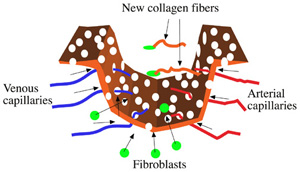 New collagen fibers
Venous
capillaries
Arterial
capillaries
Fibroblasts